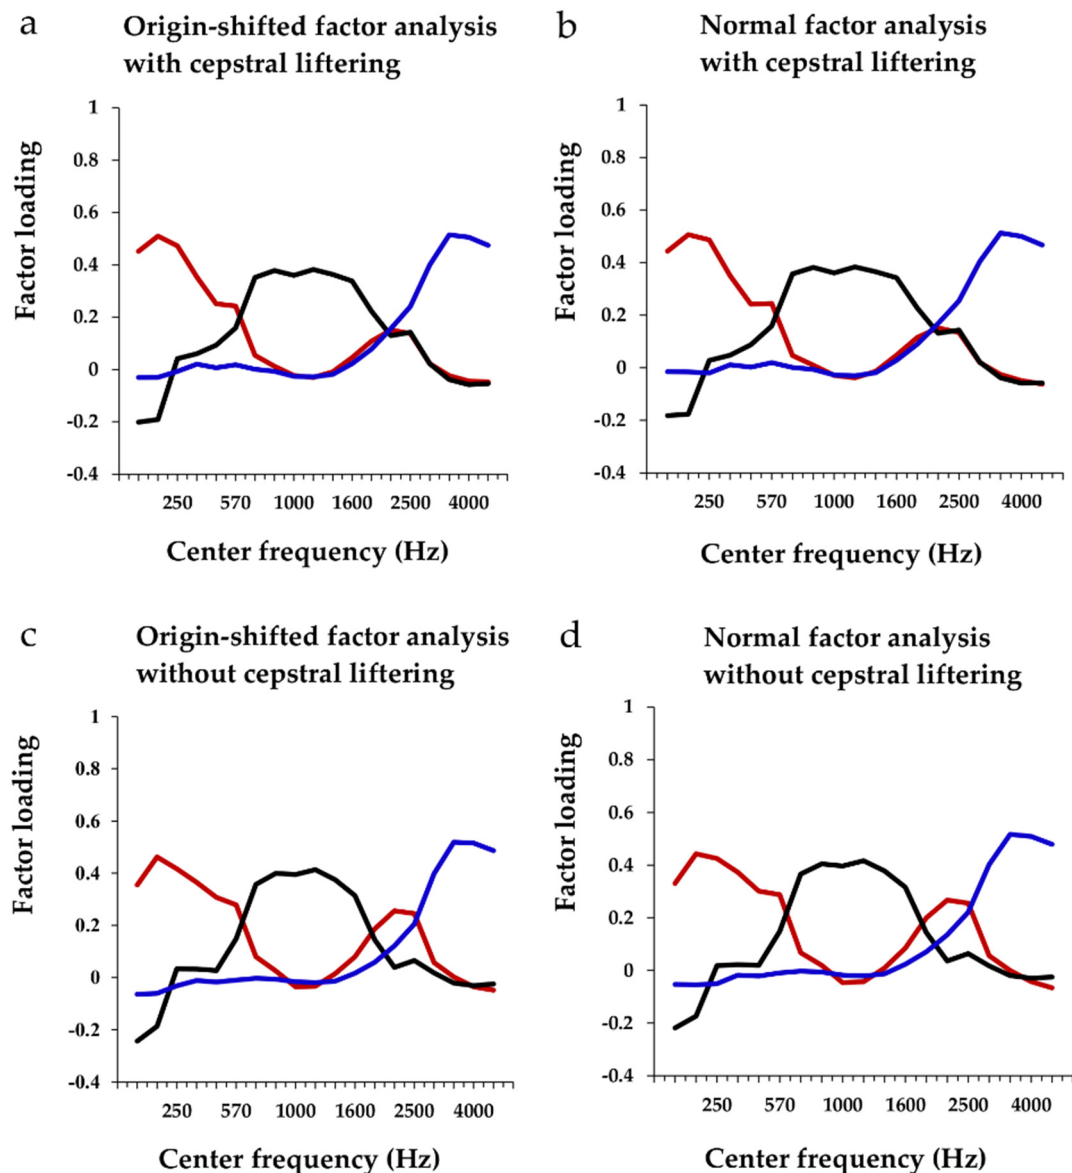 a
Origin-shifted factor analysis
with cepstral liftering
Factor loading
1
0.8
0.6
0.4
0.2
0
-0.2
-0.4
250 570 1000 1600 2500 4000
Center frequency (Hz)
b
Normal factor analysis
with cepstral liftering
Factor loading
1
0.8
0.6
0.4
0.2
0
-0.2
-0.4
250 570 1000 1600 2500 4000
Center frequency (Hz)
c
Origin-shifted factor analysis
without cepstral liftering
Factor loading
1
0.8
0.6
0.4
0.2
0
-0.2
-0.4
250 570 1000 1600 2500 4000
Center frequency (Hz)
d
Normal factor analysis
without cepstral liftering
Factor loading
1
0.8
0.6
0.4
0.2
0
-0.2
-0.4
250 570 1000 1600 2500 4000
Center frequency (Hz)